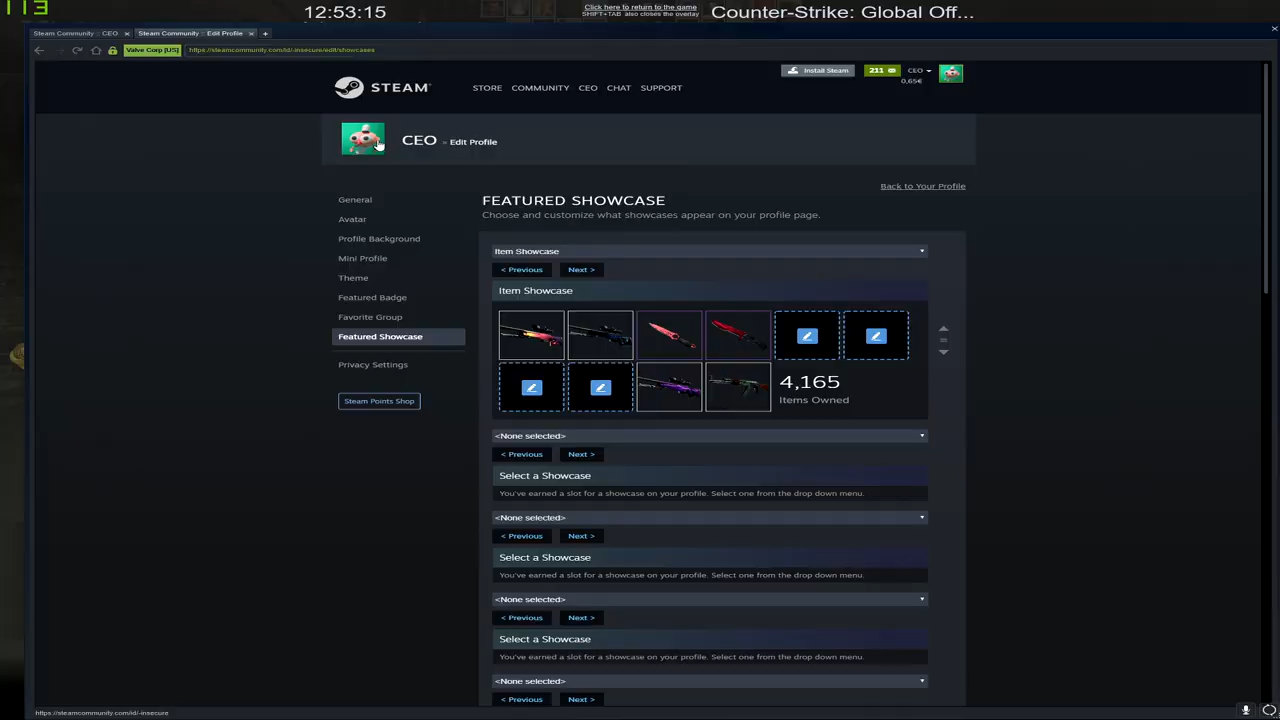 113
12:53:15
Click here to return to the game
SHIFT+TAB also closes the overlay
Counter-Strike: Global Off...
Steam Community :: CEO
Steam Community :: Edit Profile
Valve Corp [US]
https://steamcommunity.com/id/-insecure/edit/showcases
STEAM
STORE
COMMUNITY
CEO
CHAT
SUPPORT
Install Steam
211
CEO
0,65€
CEO » Edit Profile
Back to Your Profile
General
Avatar
Profile Background
Mini Profile
Theme
Featured Badge
Favorite Group
Featured Showcase
Privacy Settings
Steam Points Shop
FEATURED SHOWCASE
Choose and customize what showcases appear on your profile page.
Item Showcase
< Previous
Next >
Item Showcase
4,165
Items Owned
<None selected>
< Previous
Next >
Select a Showcase
You've earned a slot for a showcase on your profile. Select one from the drop down menu.
<None selected>
< Previous
Next >
Select a Showcase
You've earned a slot for a showcase on your profile. Select one from the drop down menu.
<None selected>
< Previous
Next >
Select a Showcase
You've earned a slot for a showcase on your profile. Select one from the drop down menu.
<None selected>
< Previous
Next >
https://steamcommunity.com/id/-insecure